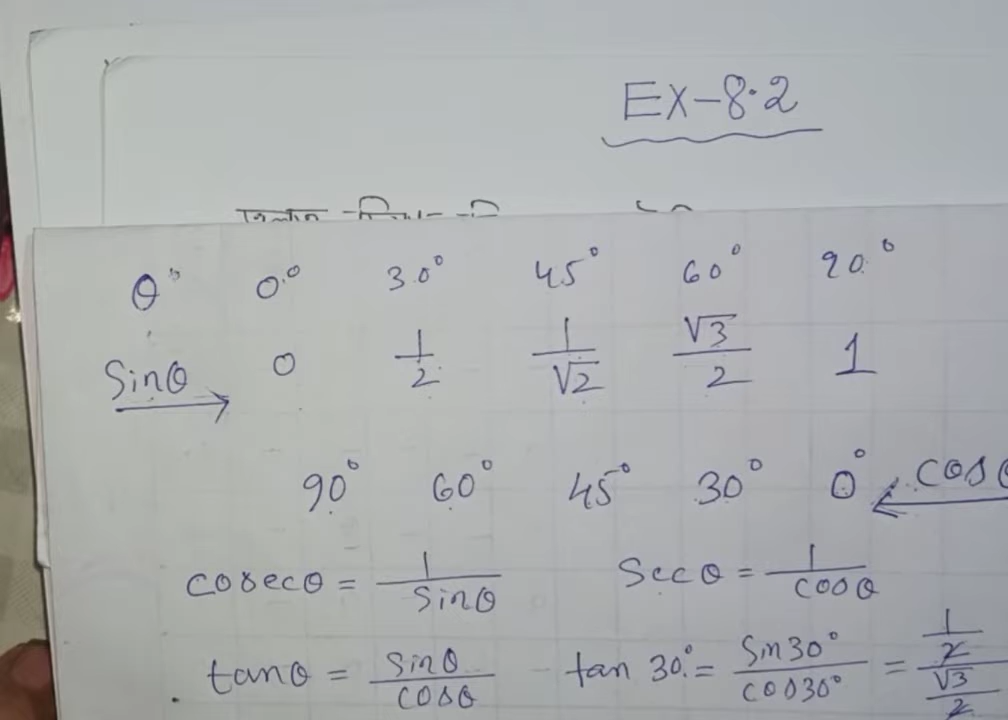 EX-8.2
θ° 0° 30° 45° 60° 90°
Sinθ 0 1/2 1/√2 √3/2 1
90° 60° 45° 30° 0° ←
cosecθ = 1/Sinθ Secθ = 1/cosθ
tanθ = Sinθ/cosθ tan 30° = Sin30°/cos30° = (1/2)/(√3/2)